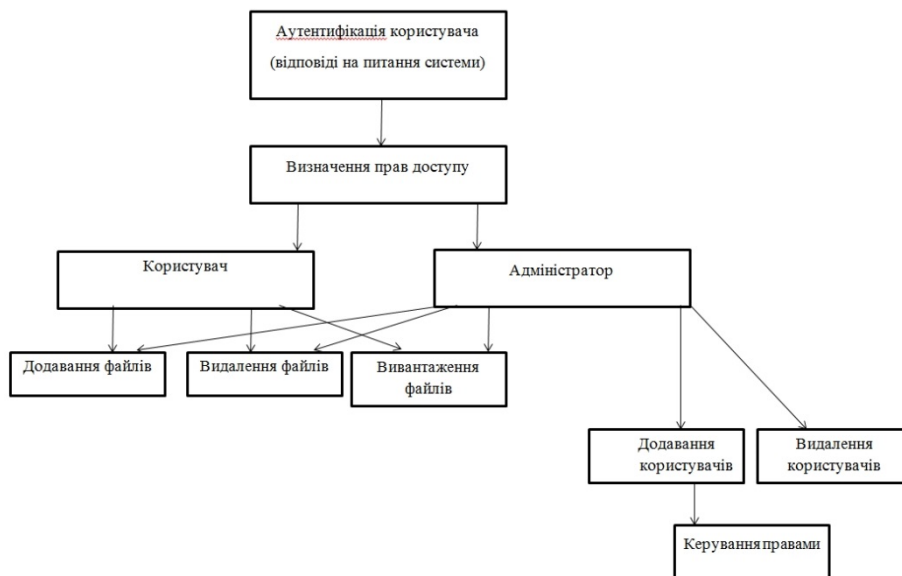 Аутентифікація користувача
(відповіді на питання системи)
Визначення прав доступу
Користувач
Адміністратор
Додавання файлів
Видалення файлів
Вивантаження
файлів
Додавання
користувачів
Видалення
користувачів
Керування правами